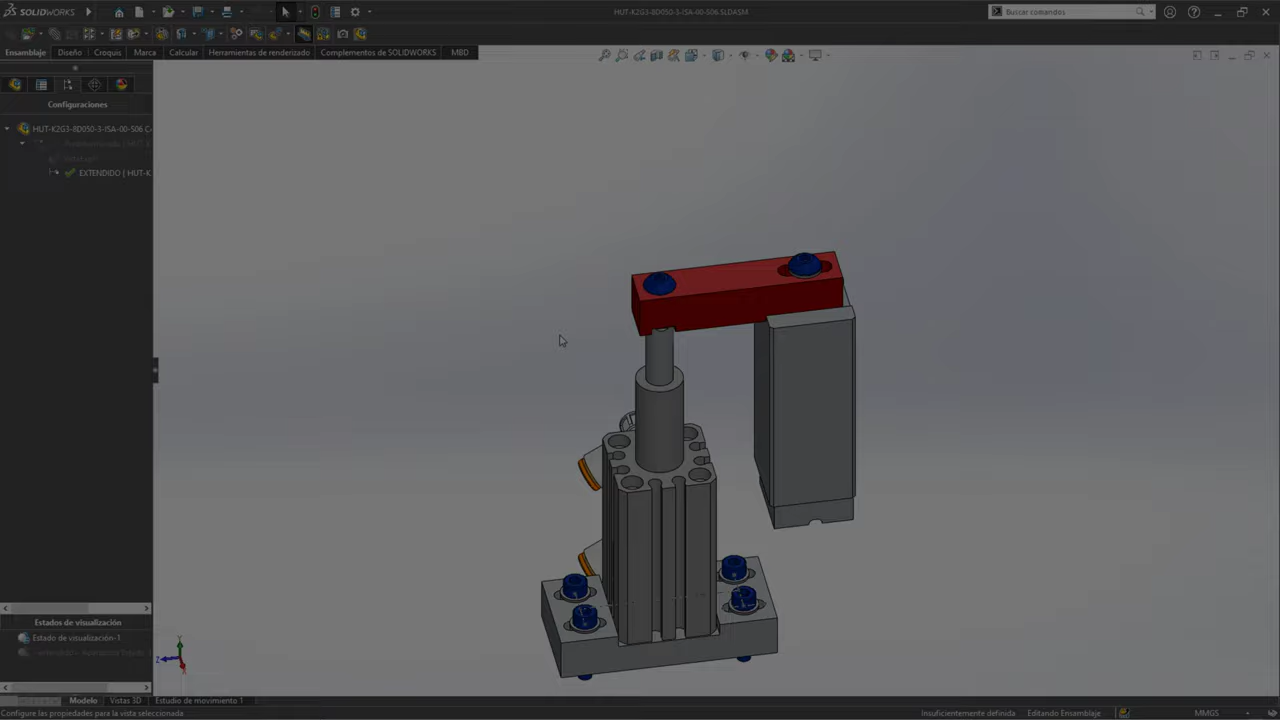 SOLIDWORKS
HUT-K2G3-8D050-3-ISA-00-S06.SLDASM
Buscar comandos
Ensamblaje
Diseño
Croquis
Marca
Calcular
Herramientas de renderizado
Complementos de SOLIDWORKS
MBD
Configuraciones
HUT-K2G3-8D050-3-ISA-00-S06 C
EXTENDIDO | HUT-K
Estados de visualización
Estado de visualización-1
Z
Y
X
Modelo
Vistas 3D
Estudio de movimiento 1
Configure las propiedades para la vista seleccionada
Insuficientemente definida
Editando Ensamblaje
MMGS